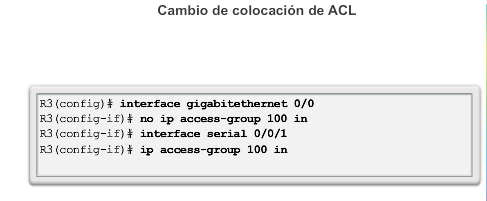 Cambio de colocación de ACL
R3(config)# interface gigabitethernet 0/0
R3(config-if)# no ip access-group 100 in
R3(config-if)# interface serial 0/0/1
R3(config-if)# ip access-group 100 in